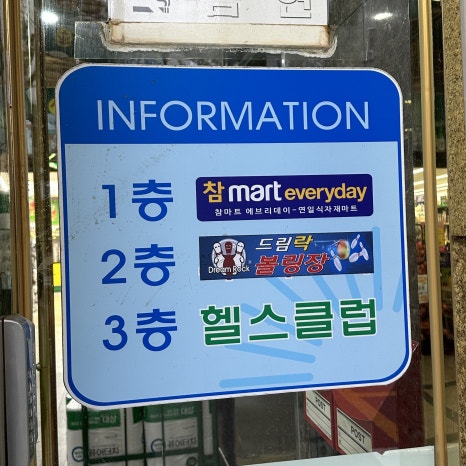 INFORMATION
1층 참 mart everyday
참마트 에브리데이 - 연일식자재마트
2층 Dream Rock 드림락 볼링장
3층 헬스클럽